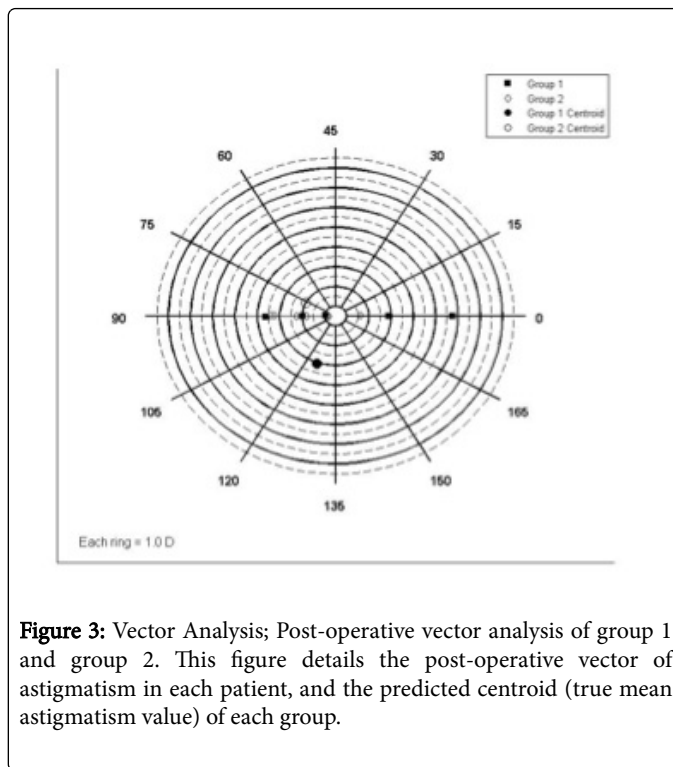 Group 1
Group 2
Group 1 Centroid
Group 2 Centroid
45
60
30
75
15
90
0
105
165
120
150
135
Each ring = 1.0 D
Figure 3: Vector Analysis; Post-operative vector analysis of group 1
and group 2. This figure details the post-operative vector of
astigmatism in each patient, and the predicted centroid (true mean
astigmatism value) of each group.